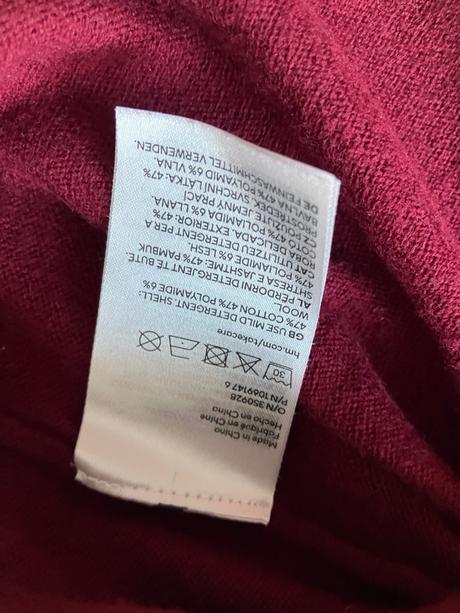 Made in China
Fabriqué en Chine
Hecho en China
O/N 350928
P/N 1069147 6
30
hm.com/takecare
GB USE MILD DETERGENT. SHELL:
47% COTTON 47% POLYAMIDE 6%
WOOL
AL PERDORNI DETERGJENT TË BUTE.
SHTRESA E JASHTME: 47% PAMBUK
47% POLIAMIDE 6% LESH.
CAT UTILITZEU DETERGENT PER A
ROBA DELICADA. EXTERIOR: 47%
COTÓ 47% POLIAMIDA 6% LLANA.
CZ POUŽIJTE JEMNÝ PRACÍ
PROSTŘEDEK. SVRCHNÍ LÁTKA: 47%
BAVLNA 47% POLYAMID 6% VLNA.
DE FEINWASCHMITTEL VERWENDEN.